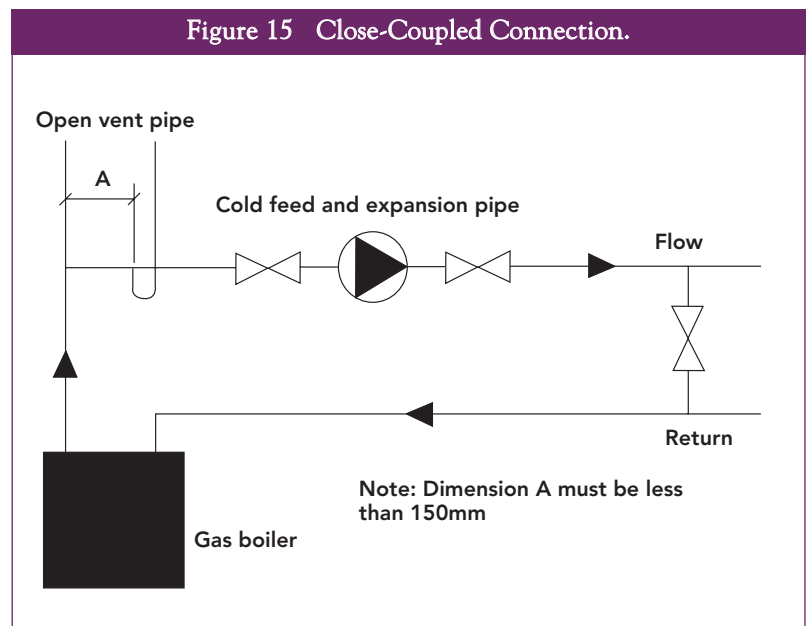 Figure 15 Close-Coupled Connection.
Open vent pipe
A
Cold feed and expansion pipe
Flow
Return
Note: Dimension A must be less
than 150mm
Gas boiler